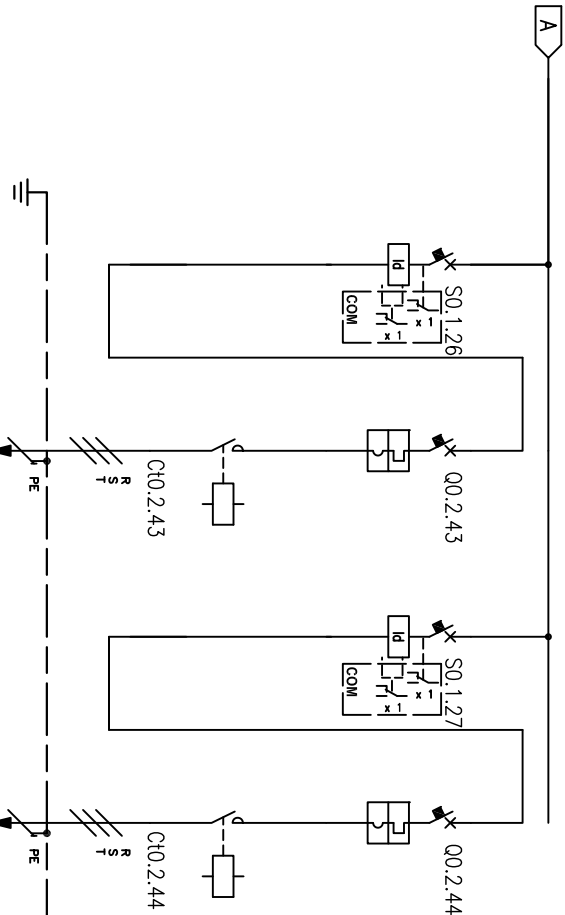 A
S0.1.26
Id
x 1
x 1
COM
Q0.2.43
Ct0.2.43
R
S
T
PE
S0.1.27
Id
x 1
x 1
COM
Q0.2.44
Ct0.2.44
R
S
T
PE